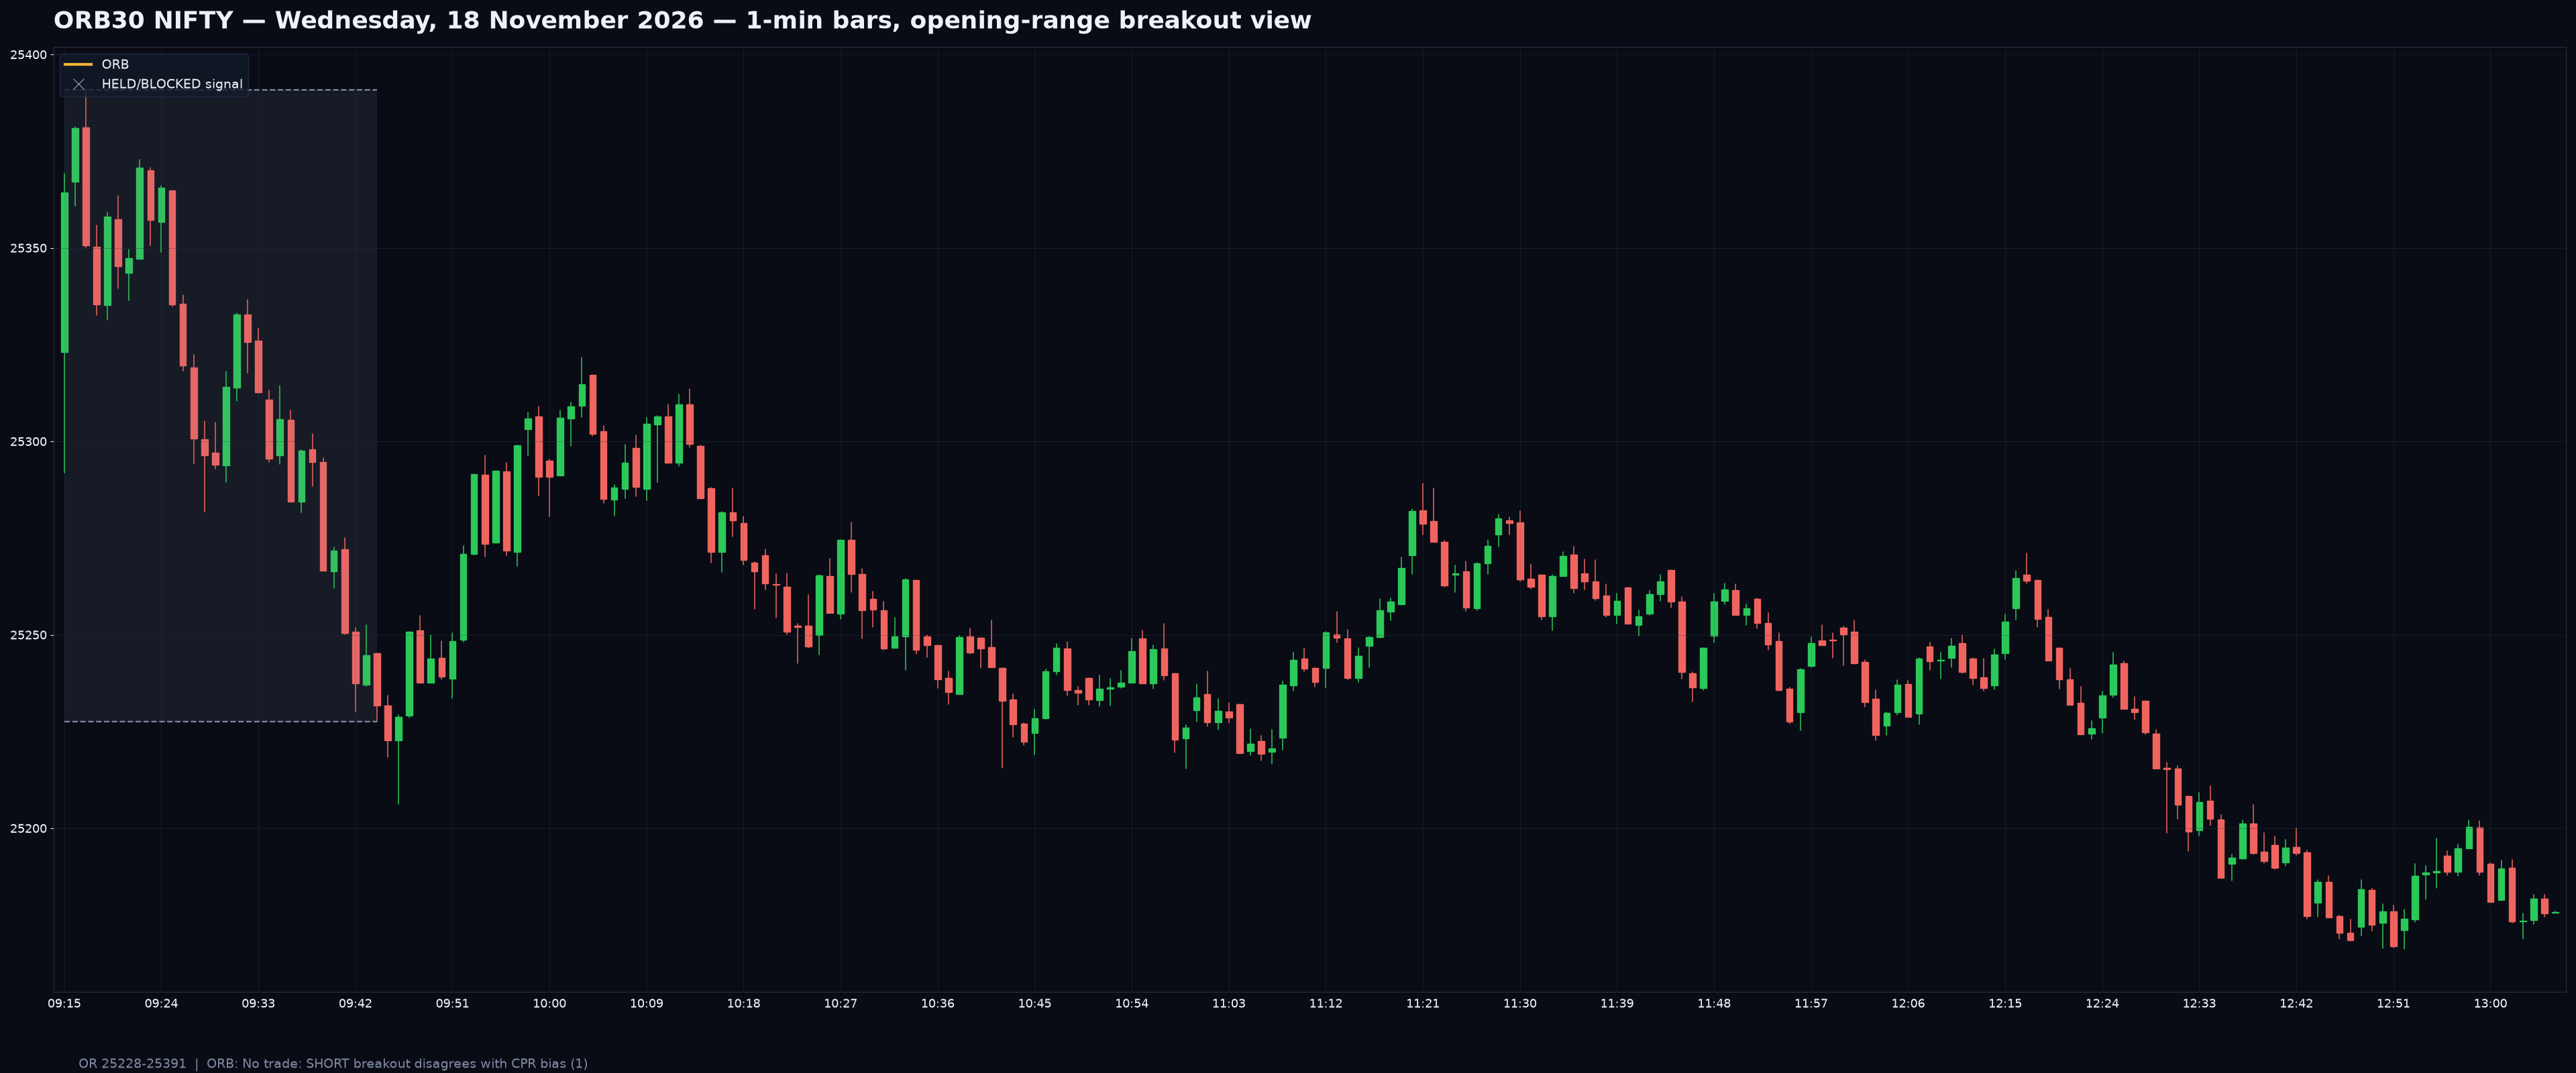 ORB30 NIFTY — Wednesday, 18 November 2026 — 1-min bars, opening-range breakout view
25400
ORB
HELD/BLOCKED signal
25350
25300
25250
25200
09:15 09:24 09:33 09:42 09:51 10:00 10:09 10:18 10:27 10:36 10:45 10:54 11:03 11:12 11:21 11:30 11:39 11:48 11:57 12:06 12:15 12:24 12:33 12:42 12:51 13:00
OR 25228-25391 | ORB: No trade: SHORT breakout disagrees with CPR bias (1)